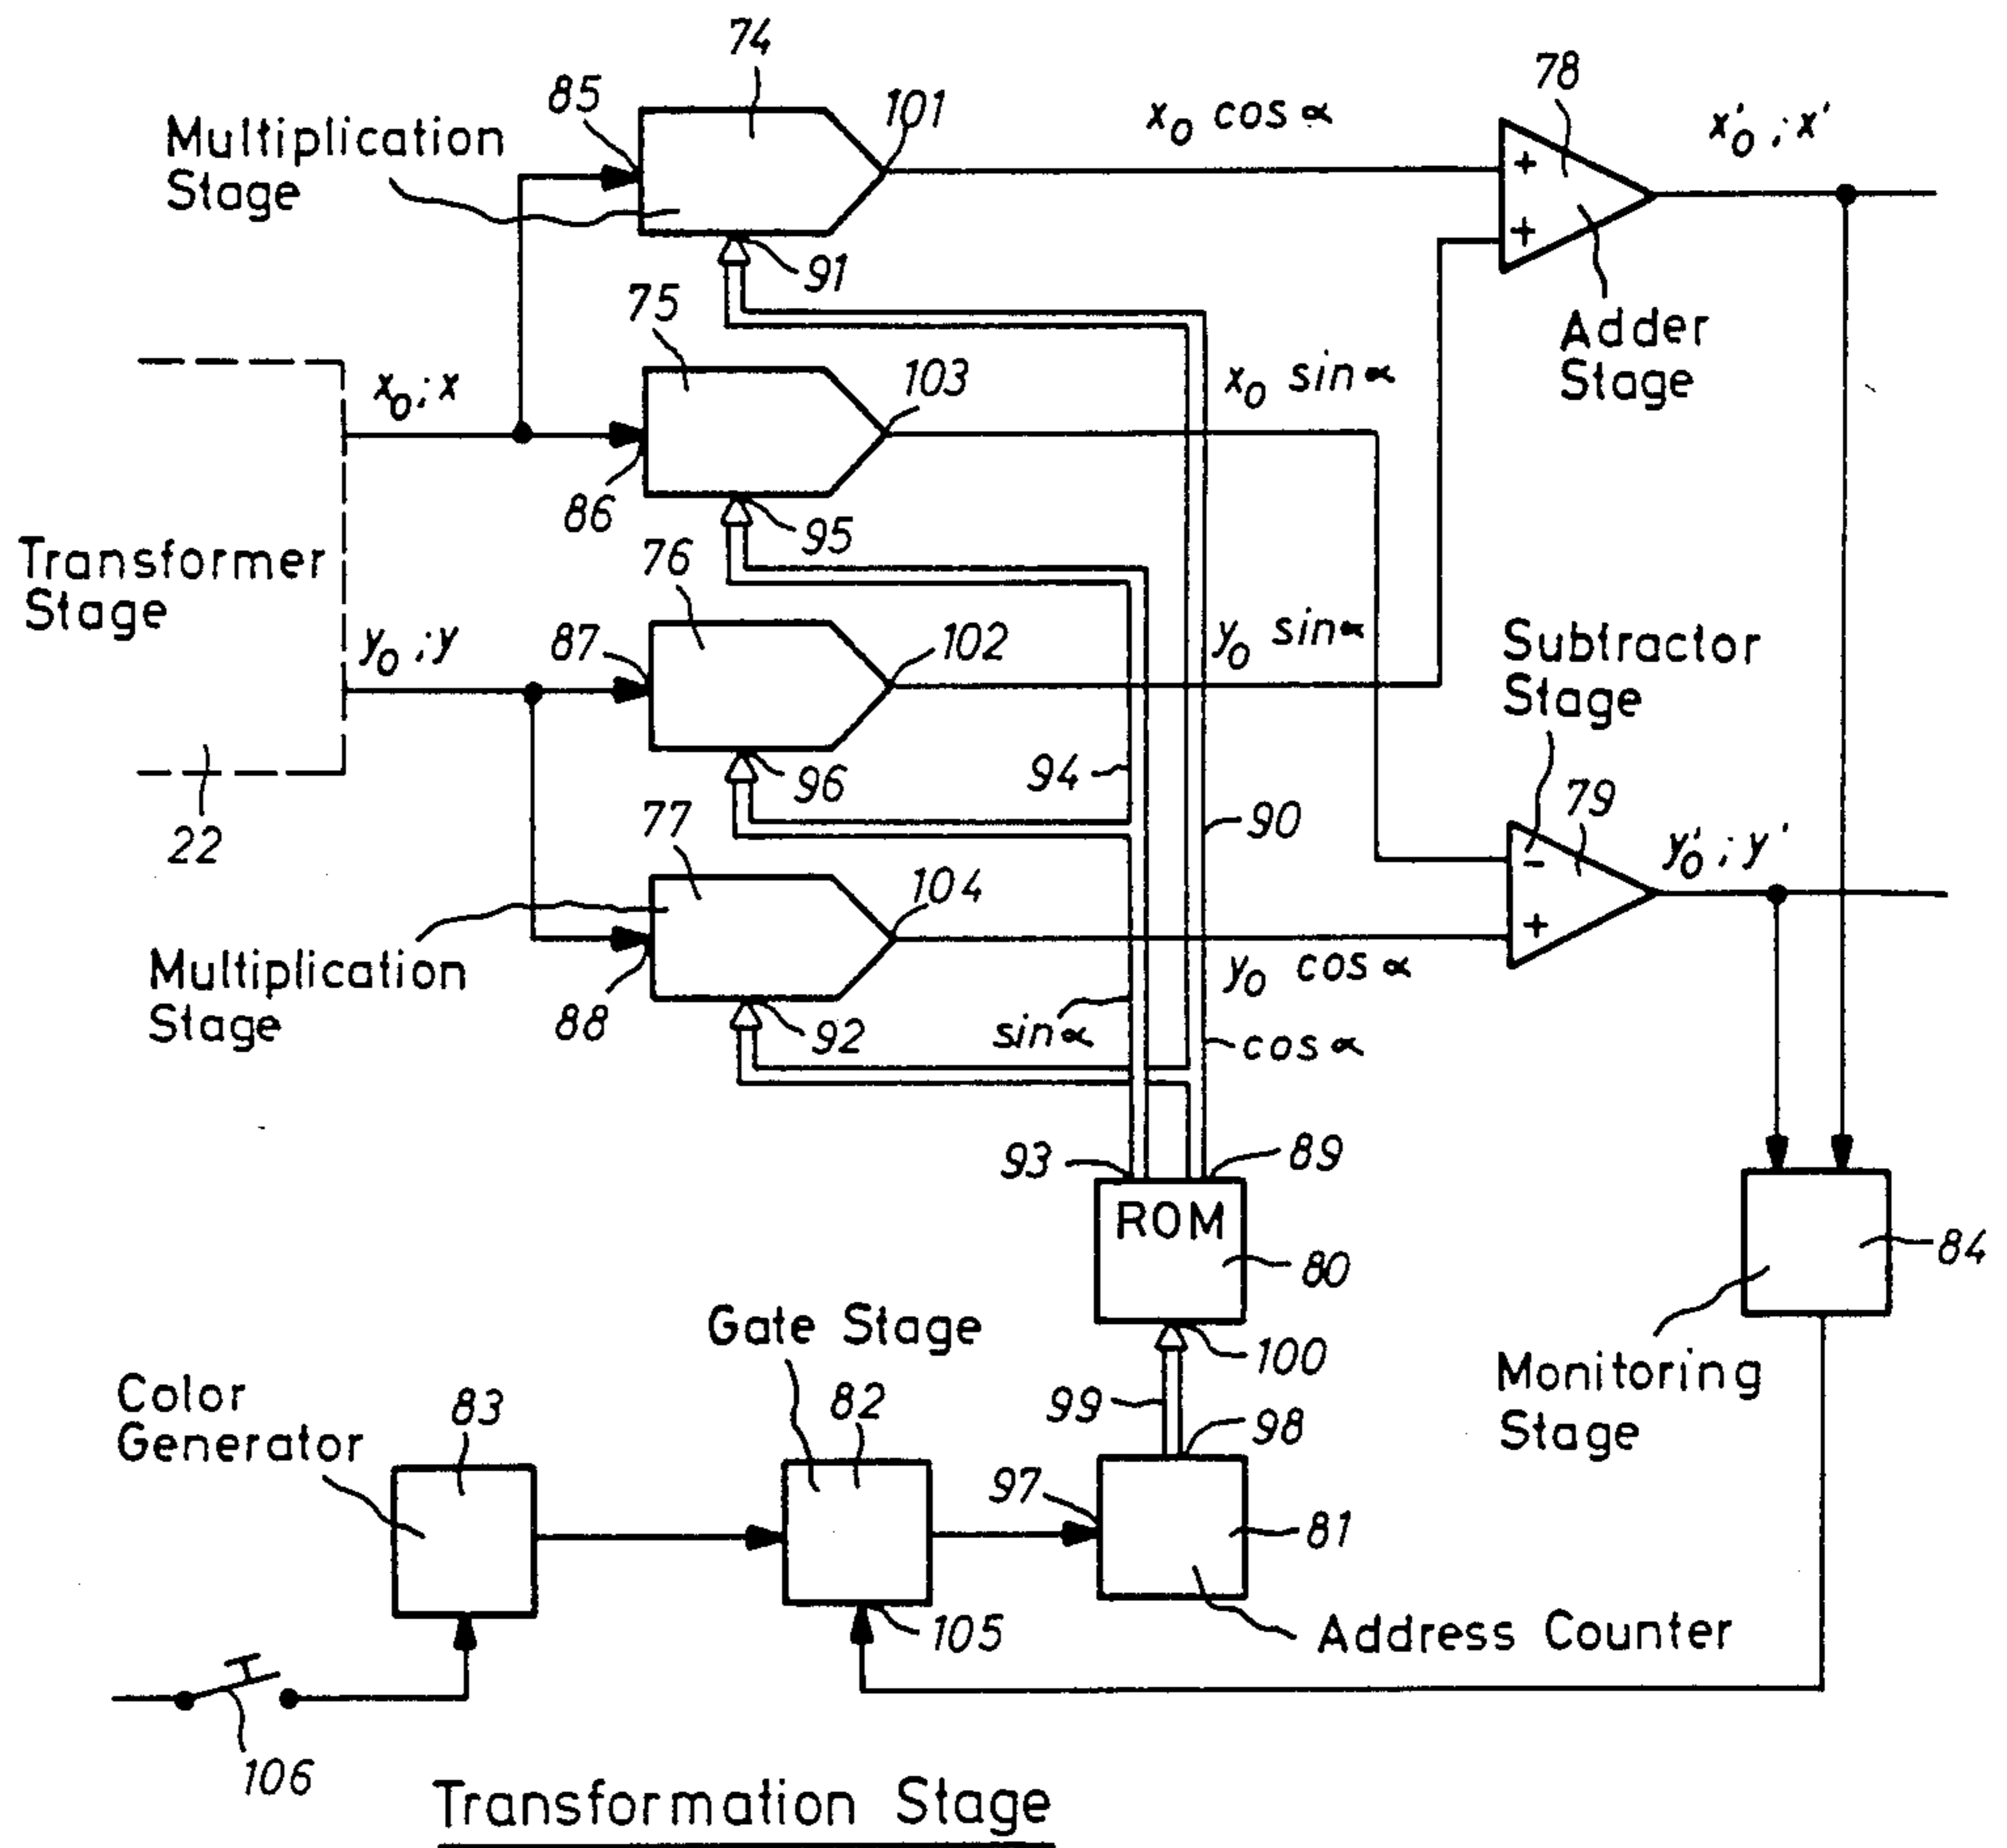 74
85
101
x₀ cos α
78
x₀'; x'
Multiplication
Stage
+
+
91
75
Adder
Stage
x₀; x
103
x₀ sin α
86
95
76
Transformer
Stage
y₀; y
87
102
y₀ sin α
Subtractor
Stage
96
94
22
77
90
79
y₀'; y'
-
104
+
Multiplication
Stage
88
92
y₀ cos α
sin α
cos α
93
89
ROM
80
84
Gate Stage
100
Monitoring
Stage
Color
Generator
83
82
99
98
97
81
105
Address Counter
106
Transformation Stage